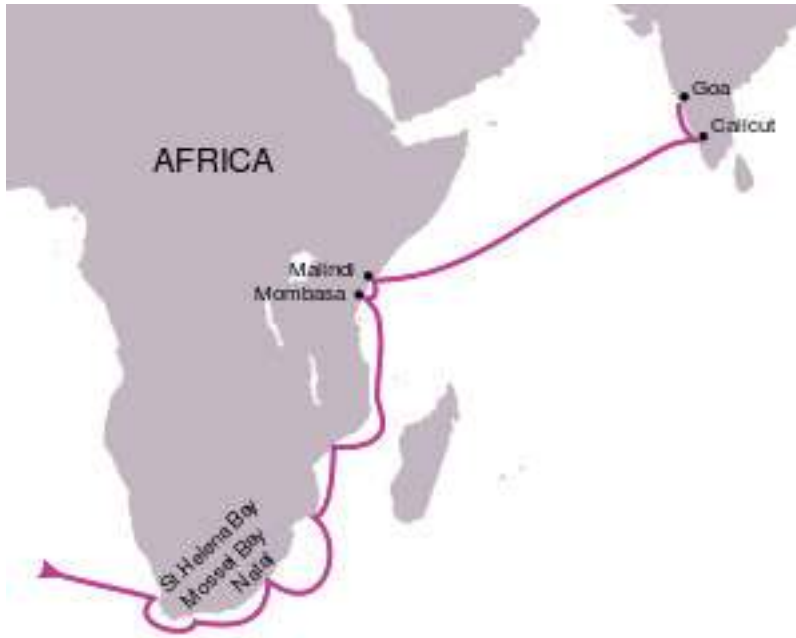 Goa
Calicut
AFRICA
Malindi
Mombasa
St Helena Bay
Mossel Bay
Natal